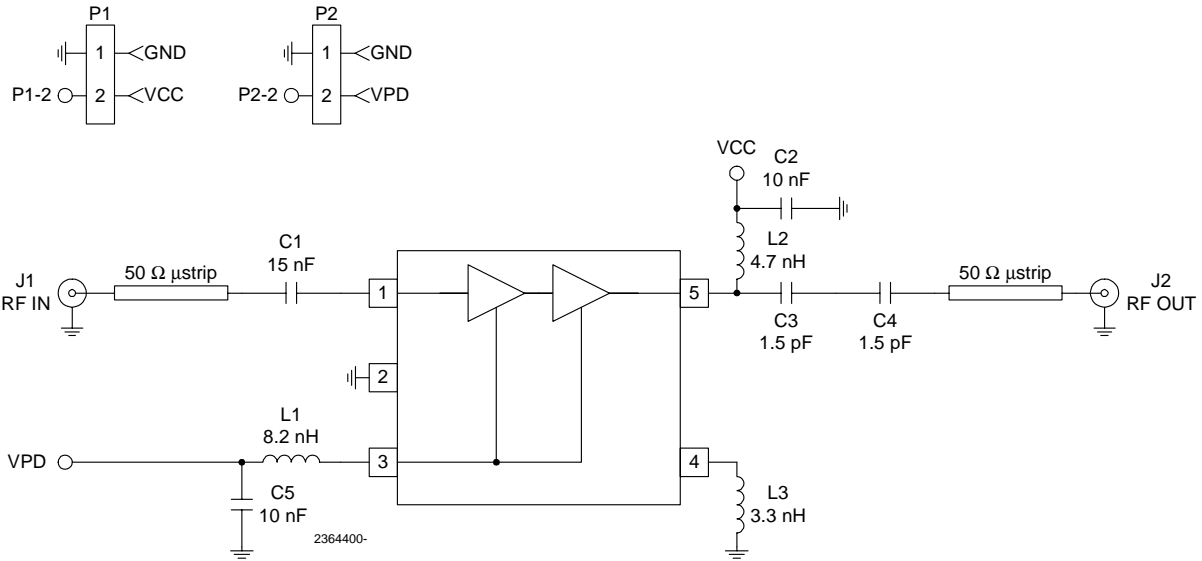 P1
1
GND
P1-2
2
VCC
P2
1
GND
P2-2
2
VPD
VCC
C2
10 nF
L2
4.7 nH
J1
RF IN
50 Ω μstrip
C1
15 nF
1
5
C3
1.5 pF
C4
1.5 pF
50 Ω μstrip
J2
RF OUT
2
VPD
L1
8.2 nH
3
C5
10 nF
4
L3
3.3 nH
2364400-